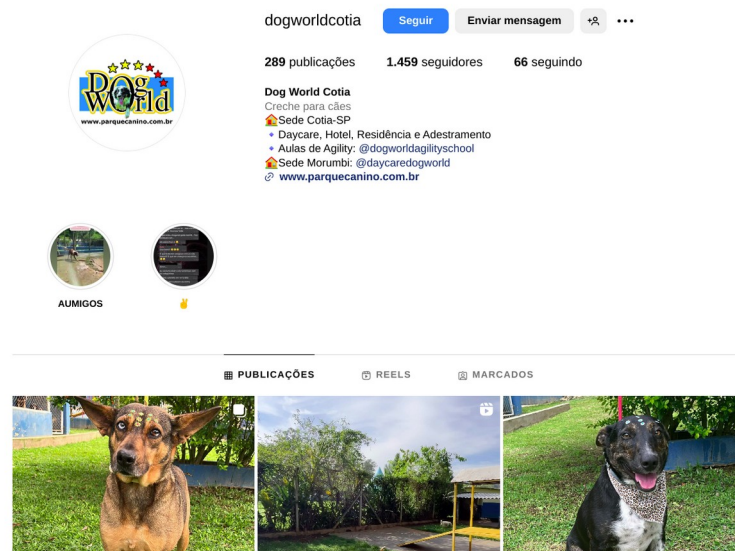 dogworldcotia
Seguir
Enviar mensagem
289 publicações 1.459 seguidores 66 seguindo
Dog World Cotia
Creche para cães
Sede Cotia-SP
Daycare, Hotel, Residência e Adestramento
Aulas de Agility: @dogworldagilityschool
Sede Morumbi: @daycaredogworld
www.parquecanino.com.br
Dog
World
www.parquecanino.com.br
AUMIGOS
PUBLICAÇÕES REELS MARCADOS